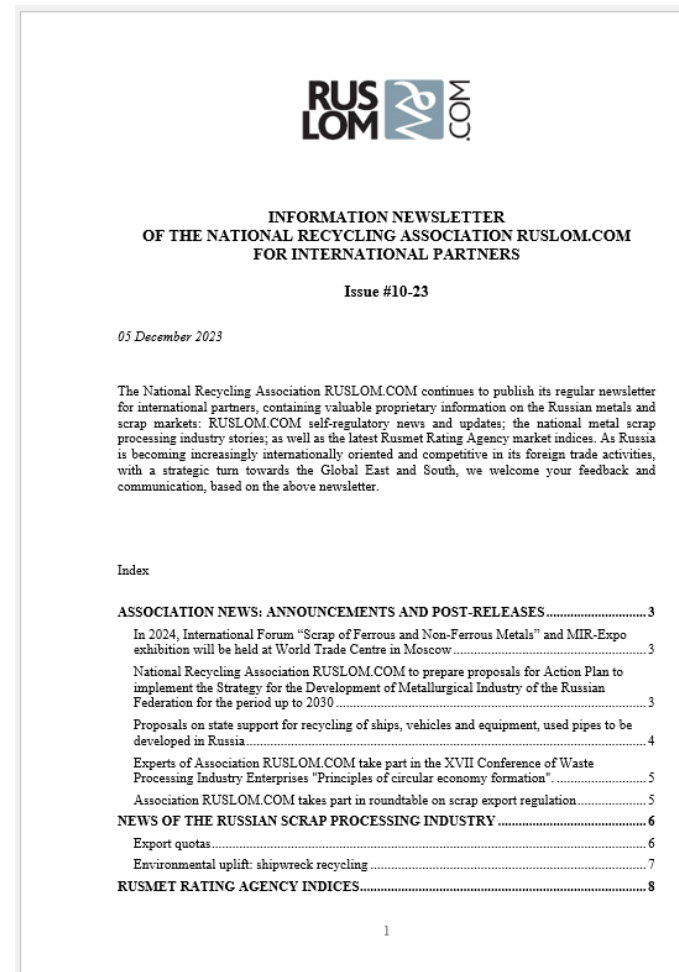 RUS
LOM
.COM
INFORMATION NEWSLETTER
OF THE NATIONAL RECYCLING ASSOCIATION RUSLOM.COM
FOR INTERNATIONAL PARTNERS
Issue #10-23
05 December 2023
The National Recycling Association RUSLOM.COM continues to publish its regular newsletter
for international partners, containing valuable proprietary information on the Russian metals and
scrap markets: RUSLOM.COM self-regulatory news and updates; the national metal scrap
processing industry stories; as well as the latest Rusmet Rating Agency market indices. As Russia
is becoming increasingly internationally oriented and competitive in its foreign trade activities,
with a strategic turn towards the Global East and South, we welcome your feedback and
communication, based on the above newsletter.
Index
ASSOCIATION NEWS: ANNOUNCEMENTS AND POST-RELEASES.......................... 3
In 2024, International Forum “Scrap of Ferrous and Non-Ferrous Metals” and MIR-Expo
exhibition will be held at World Trade Centre in Moscow.................................................. 3
National Recycling Association RUSLOM.COM to prepare proposals for Action Plan to
implement the Strategy for the Development of Metallurgical Industry of the Russian
Federation for the period up to 2030.................................................................................. 3
Proposals on state support for recycling of ships, vehicles and equipment, used pipes to be
developed in Russia........................................................................................................... 4
Experts of Association RUSLOM.COM take part in the XVII Conference of Waste
Processing Industry Enterprises "Principles of circular economy formation". ........................ 5
Association RUSLOM.COM takes part in roundtable on scrap export regulation.................... 5
NEWS OF THE RUSSIAN SCRAP PROCESSING INDUSTRY...................................... 6
Export quotas..................................................................................................................... 6
Environmental uplift: shipwreck recycling......................................................................... 7
RUSMET RATING AGENCY INDICES......................................................................... 8
1